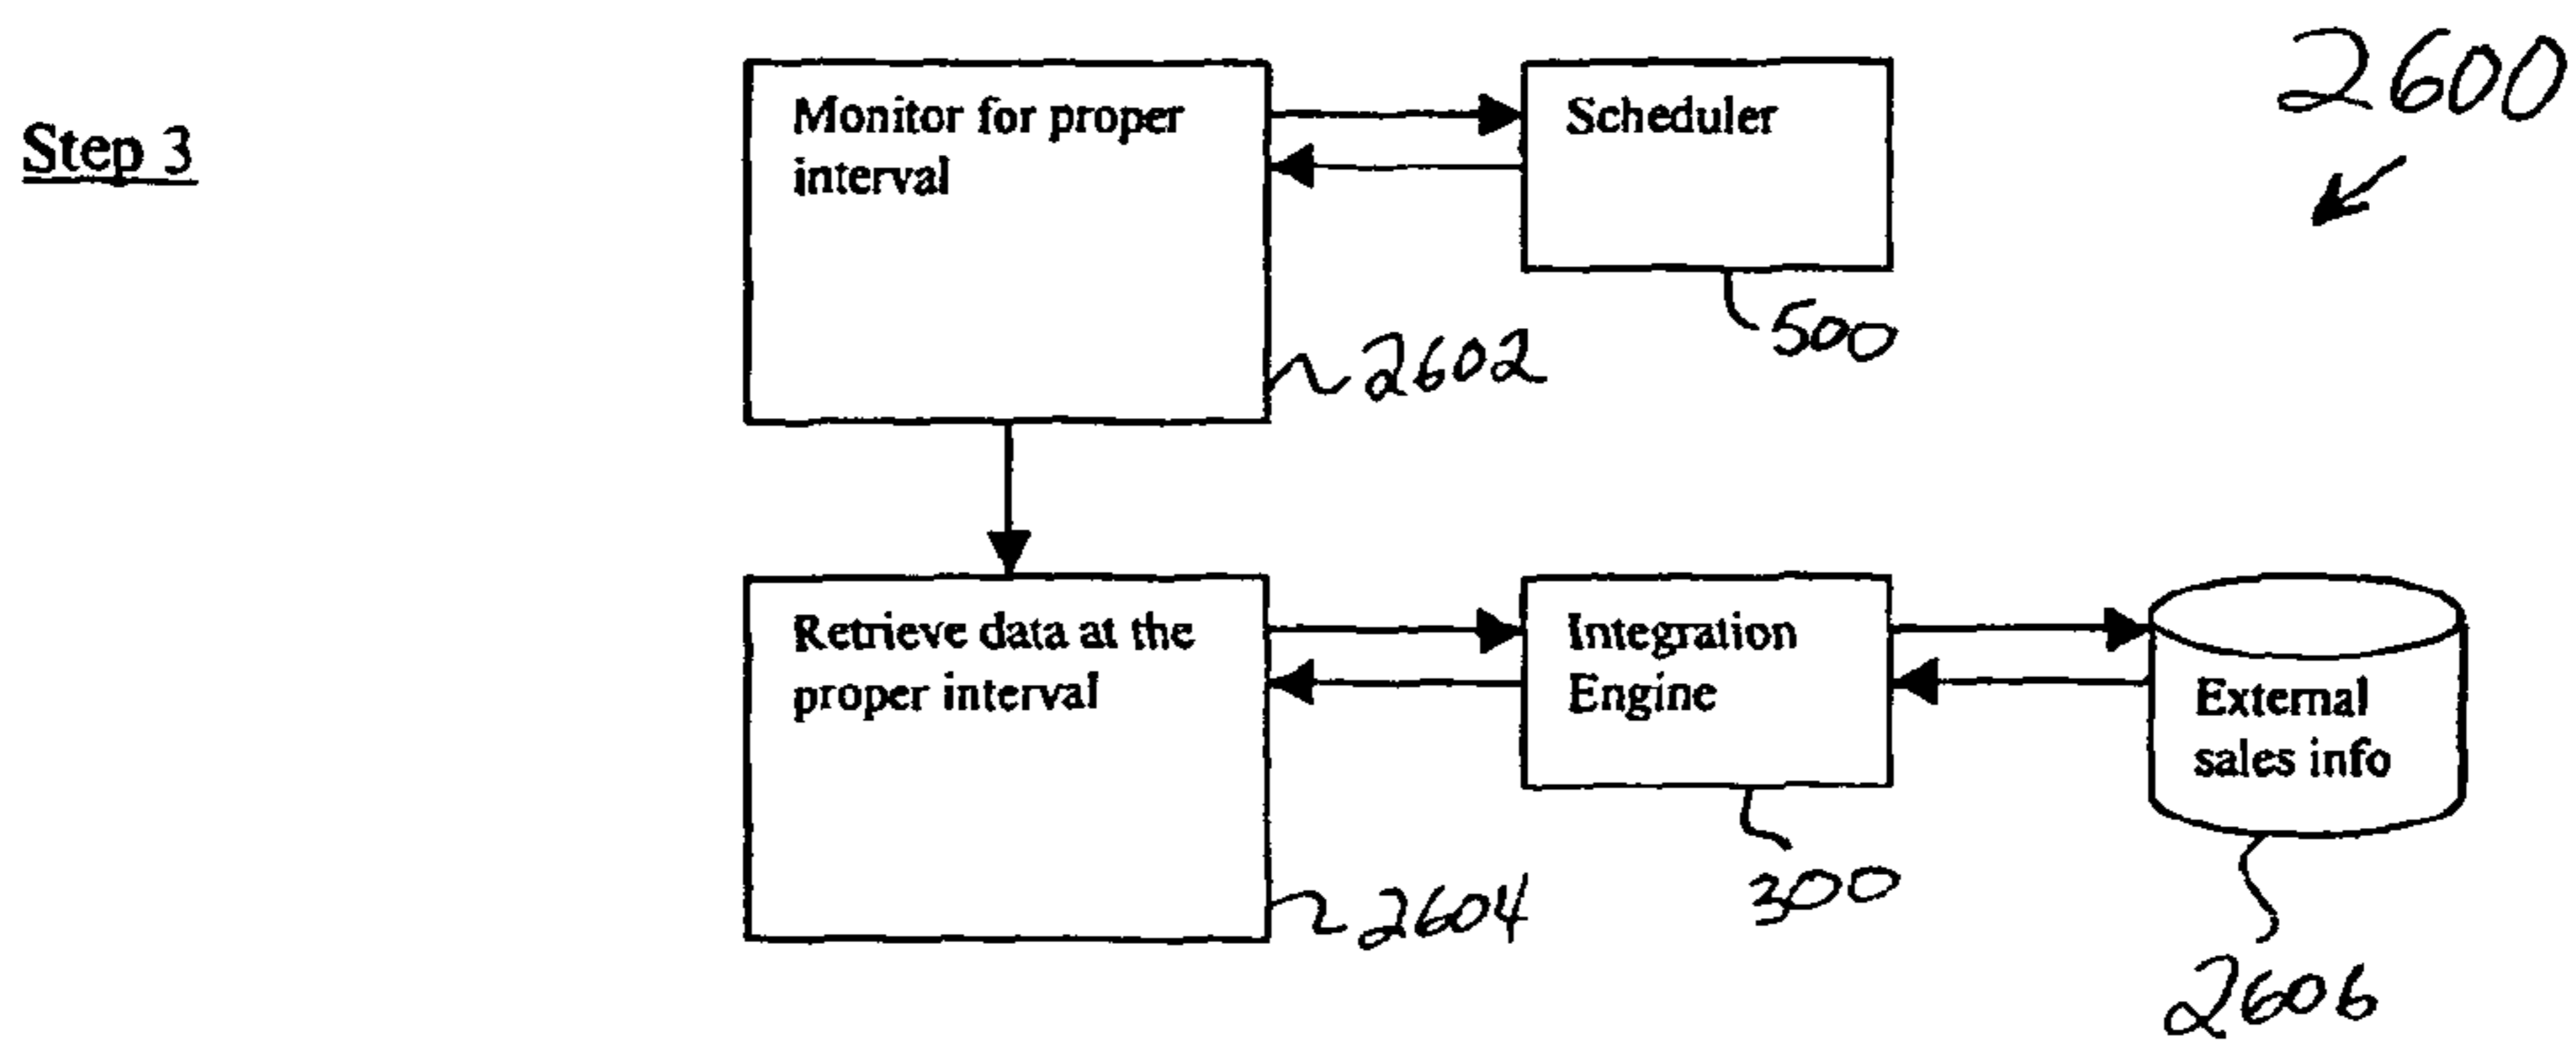 2600
Step 3
Monitor for proper
interval
Scheduler
500
2602
Retrieve data at the
proper interval
Integration
Engine
External
sales info
300
2604
2606